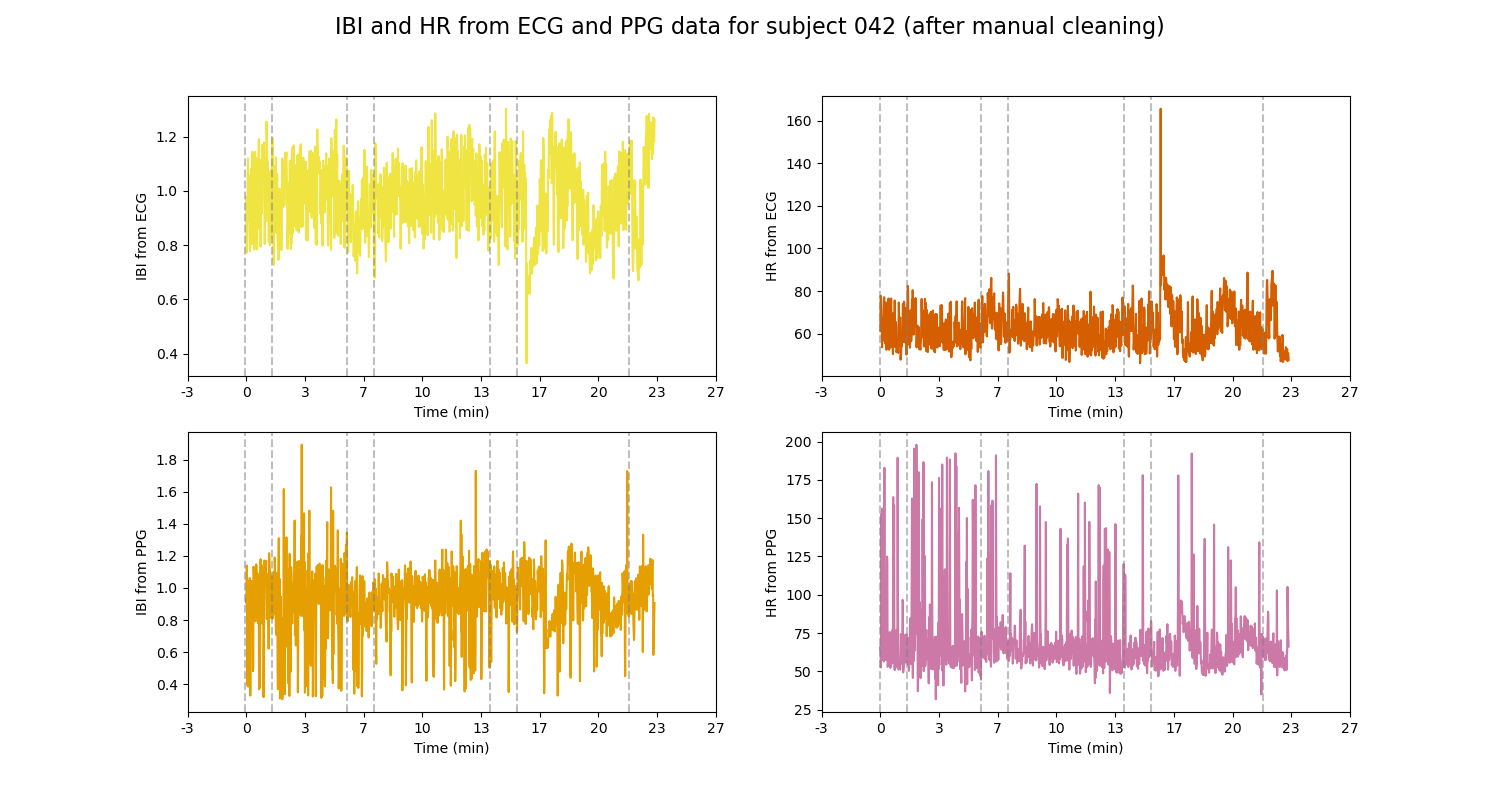 IBI and HR from ECG and PPG data for subject 042 (after manual cleaning)
IBI from ECG
1.2
1.0
0.8
0.6
0.4
-3 0 3 7 10 13 17 20 23 27
Time (min)
HR from ECG
160
140
120
100
80
60
-3 0 3 7 10 13 17 20 23 27
Time (min)
IBI from PPG
1.8
1.6
1.4
1.2
1.0
0.8
0.6
0.4
-3 0 3 7 10 13 17 20 23 27
Time (min)
HR from PPG
200
175
150
125
100
75
50
25
-3 0 3 7 10 13 17 20 23 27
Time (min)